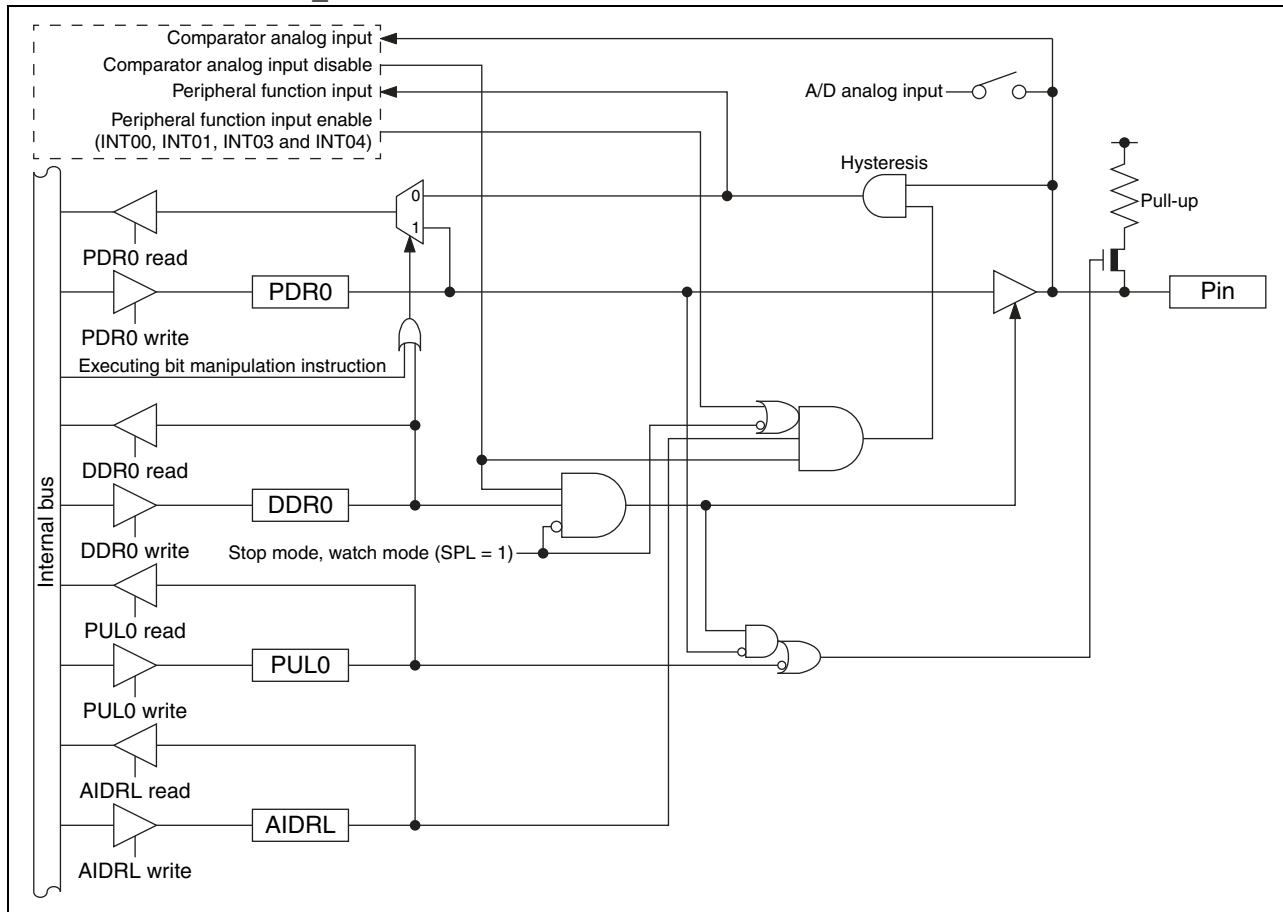 Comparator analog input
Comparator analog input disable
Peripheral function input
Peripheral function input enable
(INT00, INT01, INT03 and INT04)
A/D analog input
Hysteresis
Pull-up
0
1
PDR0 read
PDR0
Pin
PDR0 write
Executing bit manipulation instruction
DDR0 read
DDR0
DDR0 write
Stop mode, watch mode (SPL = 1)
Internal bus
PUL0 read
PUL0
PUL0 write
AIDRL read
AIDRL
AIDRL write